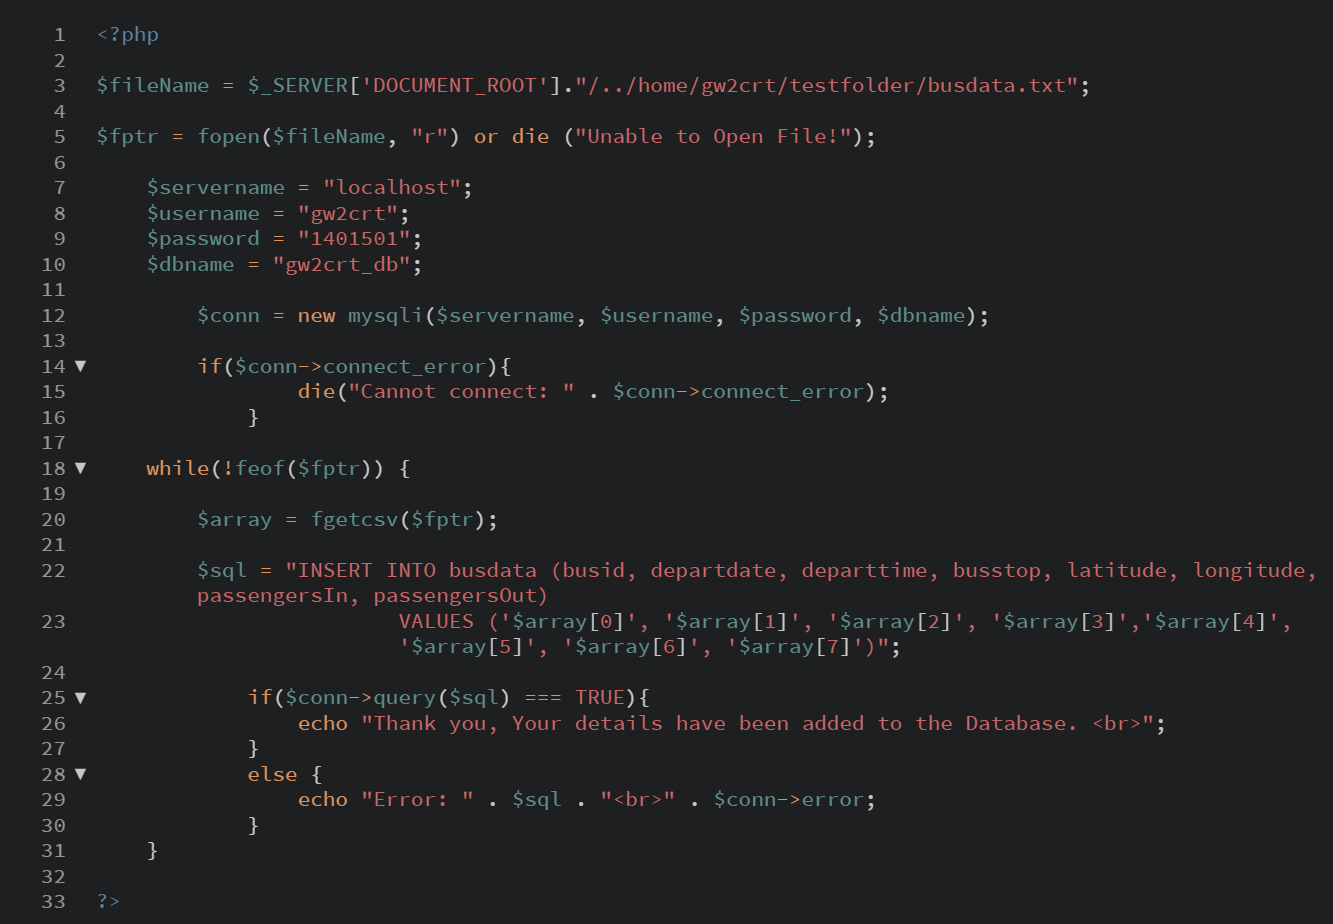 1 <?php
2
3 $fileName = $_SERVER['DOCUMENT_ROOT']."/../home/gw2crt/testfolder/busdata.txt";
4
5 $fptr = fopen($fileName, "r") or die ("Unable to Open File!");
6
7 $servername = "localhost";
8 $username = "gw2crt";
9 $password = "1401501";
10 $dbname = "gw2crt_db";
11
12 $conn = new mysqli($servername, $username, $password, $dbname);
13
14 ▼ if($conn->connect_error){
15 die("Cannot connect: " . $conn->connect_error);
16 }
17
18 ▼ while(!feof($fptr)) {
19
20 $array = fgetcsv($fptr);
21
22 $sql = "INSERT INTO busdata (busid, departdate, departtime, busstop, latitude, longitude,
passengersIn, passengersOut)
23 VALUES ('$array[0]', '$array[1]', '$array[2]', '$array[3]','$array[4]',
'$array[5]', '$array[6]', '$array[7]')";
24
25 ▼ if($conn->query($sql) === TRUE){
26 echo "Thank you, Your details have been added to the Database. <br>";
27 }
28 ▼ else {
29 echo "Error: " . $sql . "<br>" . $conn->error;
30 }
31 }
32
33 ?>